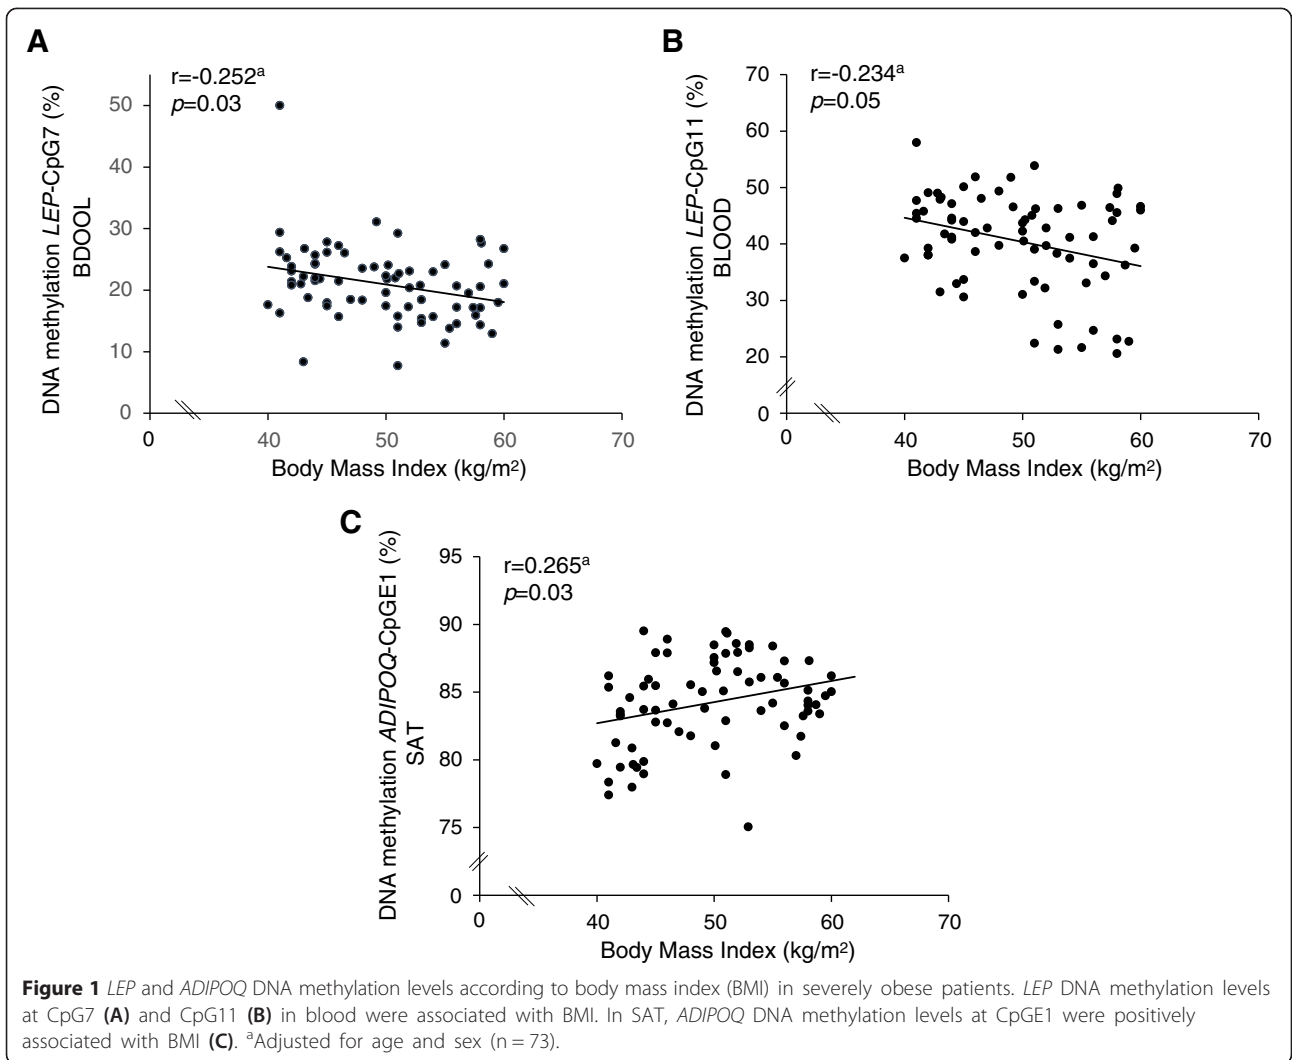 A
r=-0.252ᵃ
p=0.03
DNA methylation LEP-CpG7 (%)
BDOOL
50
40
30
20
10
0
0 40 50 60 70
Body Mass Index (kg/m²)
B
r=-0.234ᵃ
p=0.05
DNA methylation LEP-CpG11 (%)
BLOOD
70
60
50
40
30
20
0
0 40 50 60 70
Body Mass Index (kg/m²)
C
r=0.265ᵃ
p=0.03
DNA methylation ADIPOQ-CpGE1 (%)
SAT
95
90
85
80
75
0
0 40 50 60 70
Body Mass Index (kg/m²)
Figure 1 LEP and ADIPOQ DNA methylation levels according to body mass index (BMI) in severely obese patients. LEP DNA methylation levels
at CpG7 (A) and CpG11 (B) in blood were associated with BMI. In SAT, ADIPOQ DNA methylation levels at CpGE1 were positively
associated with BMI (C). ᵃAdjusted for age and sex (n = 73).